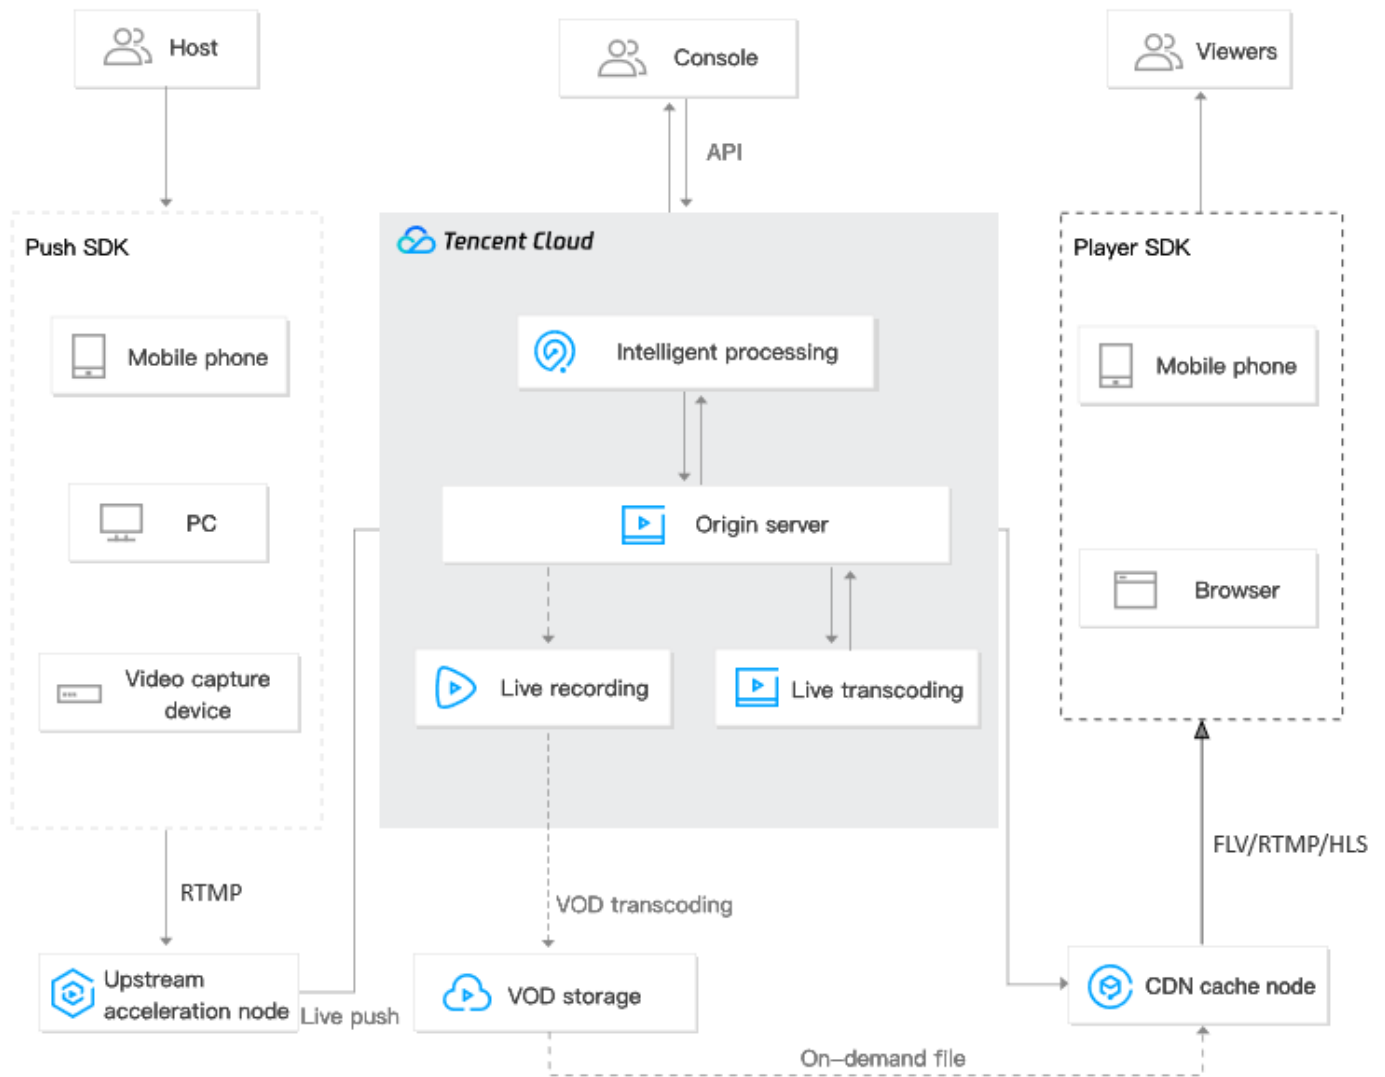 Host
Console
Viewers
API
Push SDK
Tencent Cloud
Player SDK
Mobile phone
Intelligent processing
Mobile phone
PC
Origin server
Browser
Video capture
device
Live recording
Live transcoding
RTMP
VOD transcoding
FLV/RTMP/HLS
Upstream
acceleration node
Live push
VOD storage
CDN cache node
On-demand file